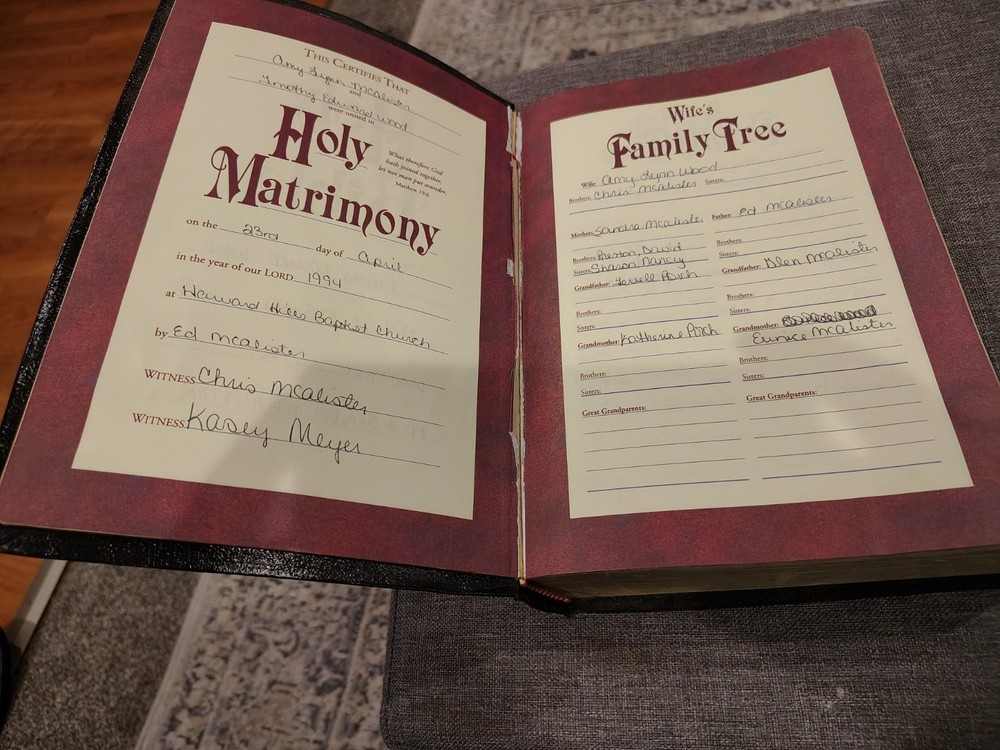 THIS CERTIFIES THAT
Amy Lynn McAlister
and
Timothy Edward Wood
were united in
Holy
Matrimony
What therefore God
hath joined together,
let not man put asunder.
Matthew 19:6
on the 23rd day of April
in the year of our LORD 1994
at Harvard Hills Baptist Church
by Ed McAlister
WITNESS Chris McAlister
WITNESS Kasey Meyer
Wife's
Family Tree
Wife: Amy Lynn Wood
Brothers: Chris McAlister Sisters:
Mother: Sandra McAlister Father: Ed McAlister
Brothers: Preston, David Brothers:
Sisters: Sharon, Nancy Sisters:
Grandfather: Porch Grandfather: Glen McAlister
Brothers: Brothers:
Sisters: Sisters:
Grandmother: Katherine Porch Grandmother:
Eunice McAlister
Brothers: Brothers:
Sisters: Sisters:
Great Grandparents: Great Grandparents: